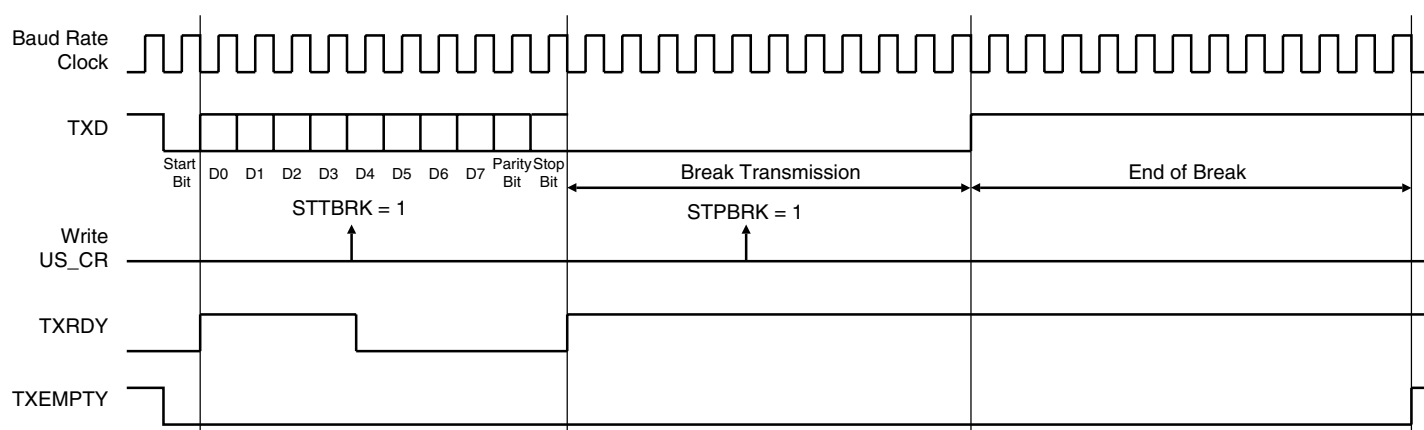 Baud Rate
Clock
TXD
Start
Bit
D0
D1
D2
D3
D4
D5
D6
D7
Parity
Bit
Stop
Bit
Break Transmission
End of Break
STTBRK = 1
STPBRK = 1
Write
US_CR
TXRDY
TXEMPTY